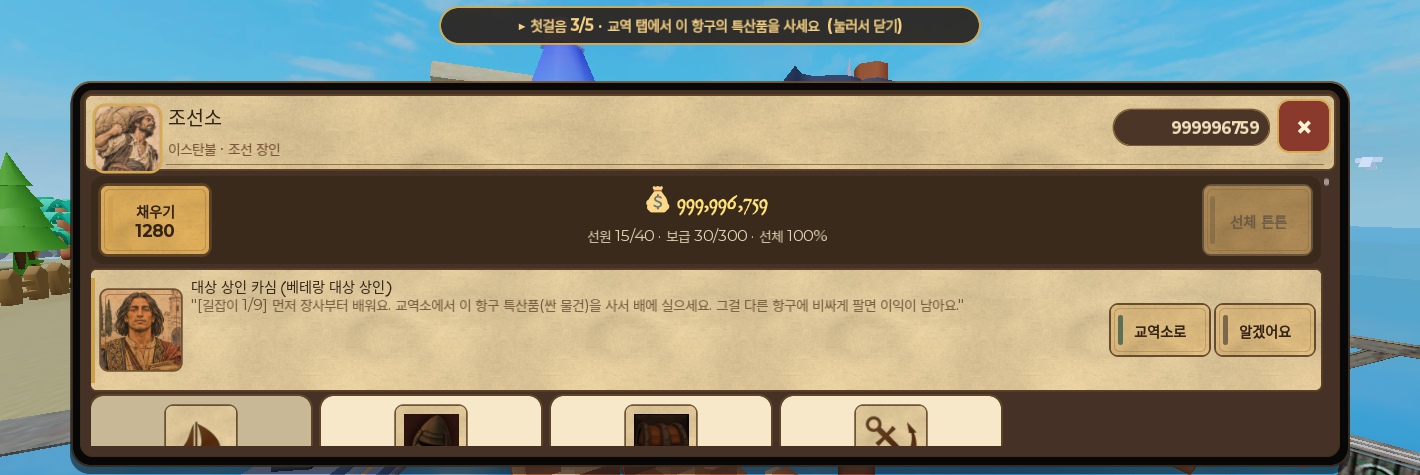 ▸ 첫걸음 3/5 · 교역 탭에서 이 항구의 특산품을 사세요 (눌러서 닫기)
조선소
이스탄불 · 조선 장인
999996759
×
채우기
1280
999,996,759
선원 15/40 · 보급 30/300 · 선체 100%
선체 튼튼
대상 상인 카심 (베테랑 대상 상인)
"[길잡이 1/9] 먼저 장사부터 배워요. 교역소에서 이 항구 특산품(싼 물건)을 사서 배에 실으세요. 그걸 다른 항구에 비싸게 팔면 이익이 남아요."
교역소로
알겠어요